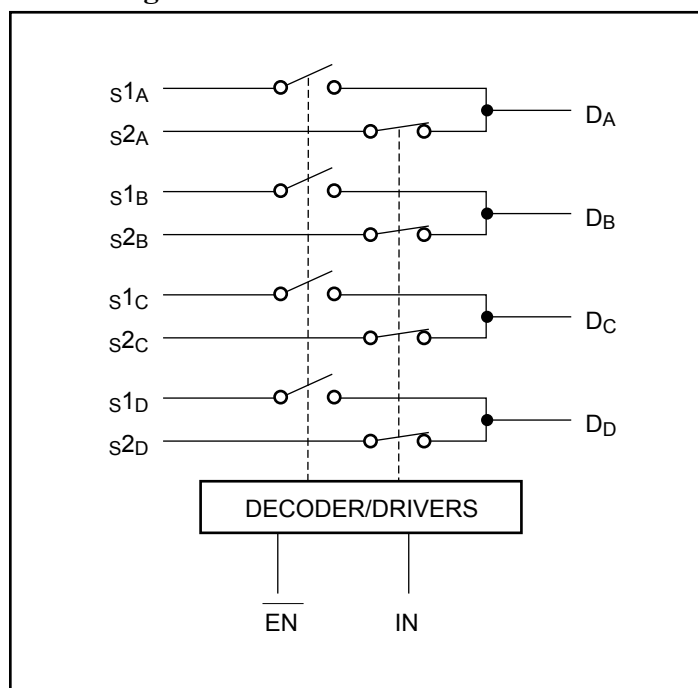 S1A
DA
S2A
S1B
DB
S2B
S1C
DC
S2C
S1D
DD
S2D
DECODER/DRIVERS
EN IN